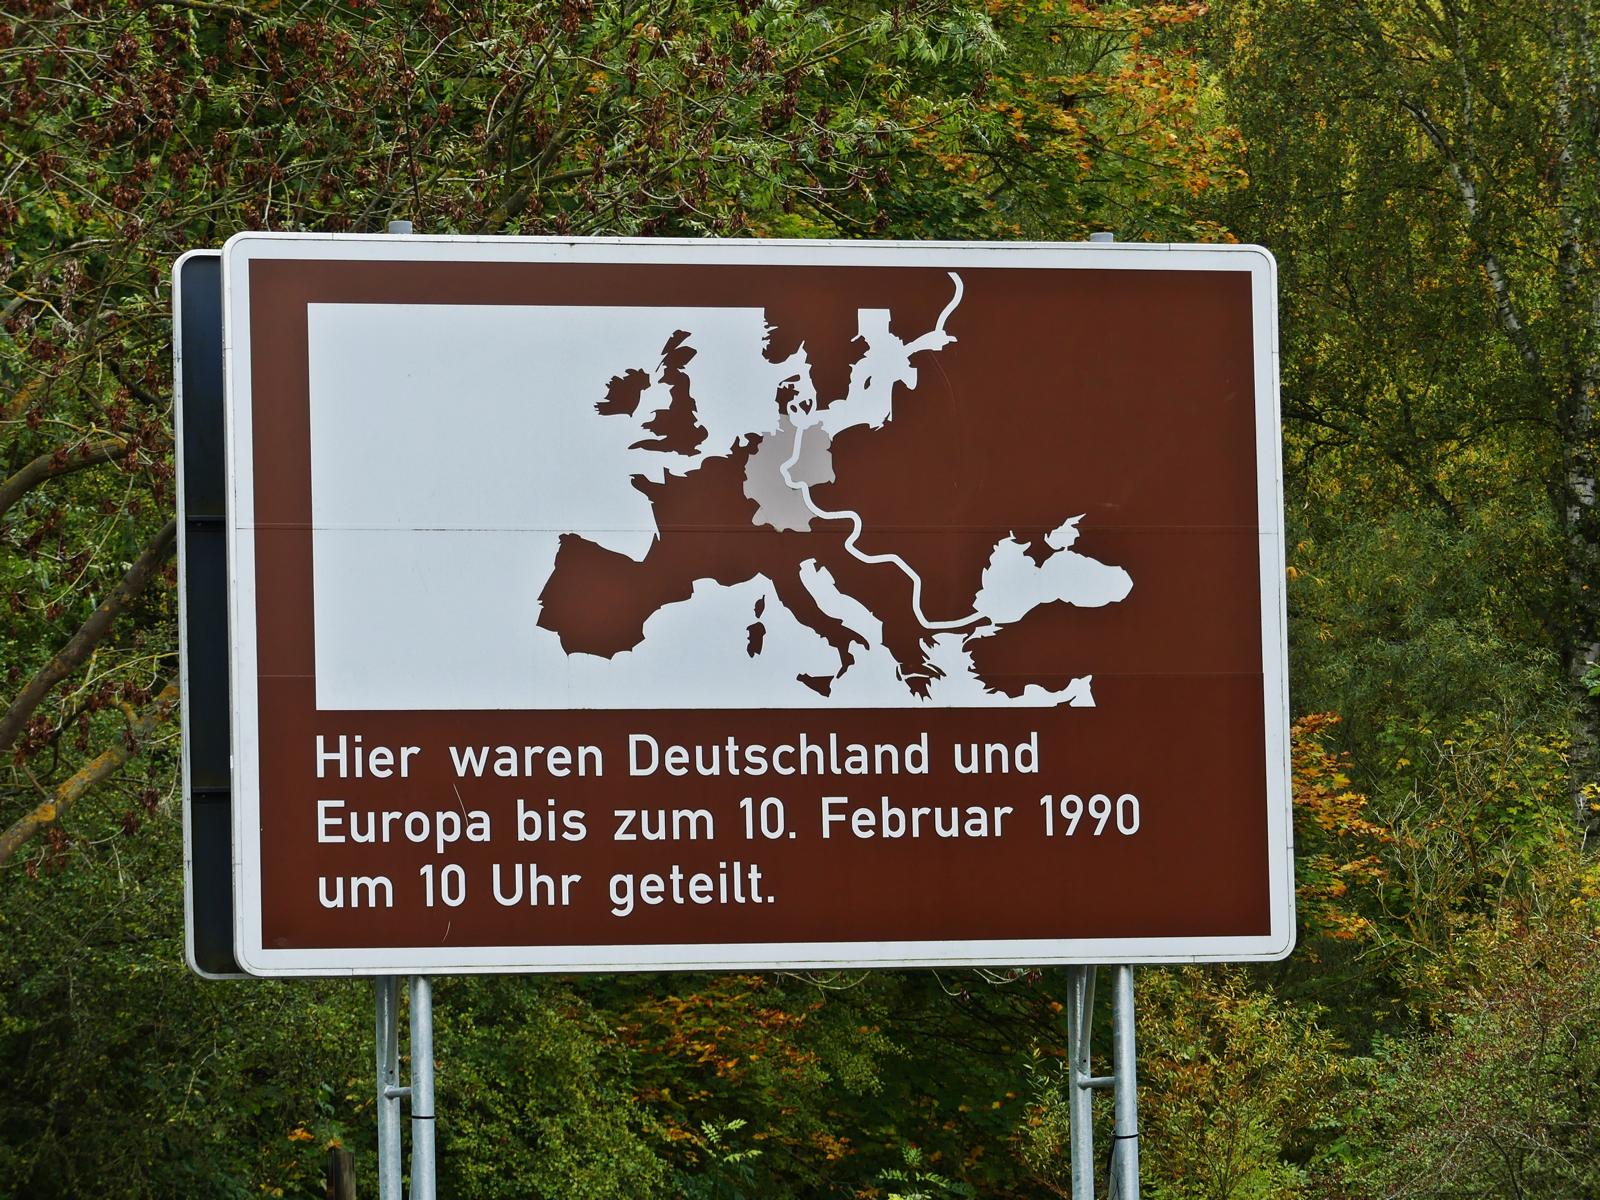 Hier waren Deutschland und
Europa bis zum 10. Februar 1990
um 10 Uhr geteilt.